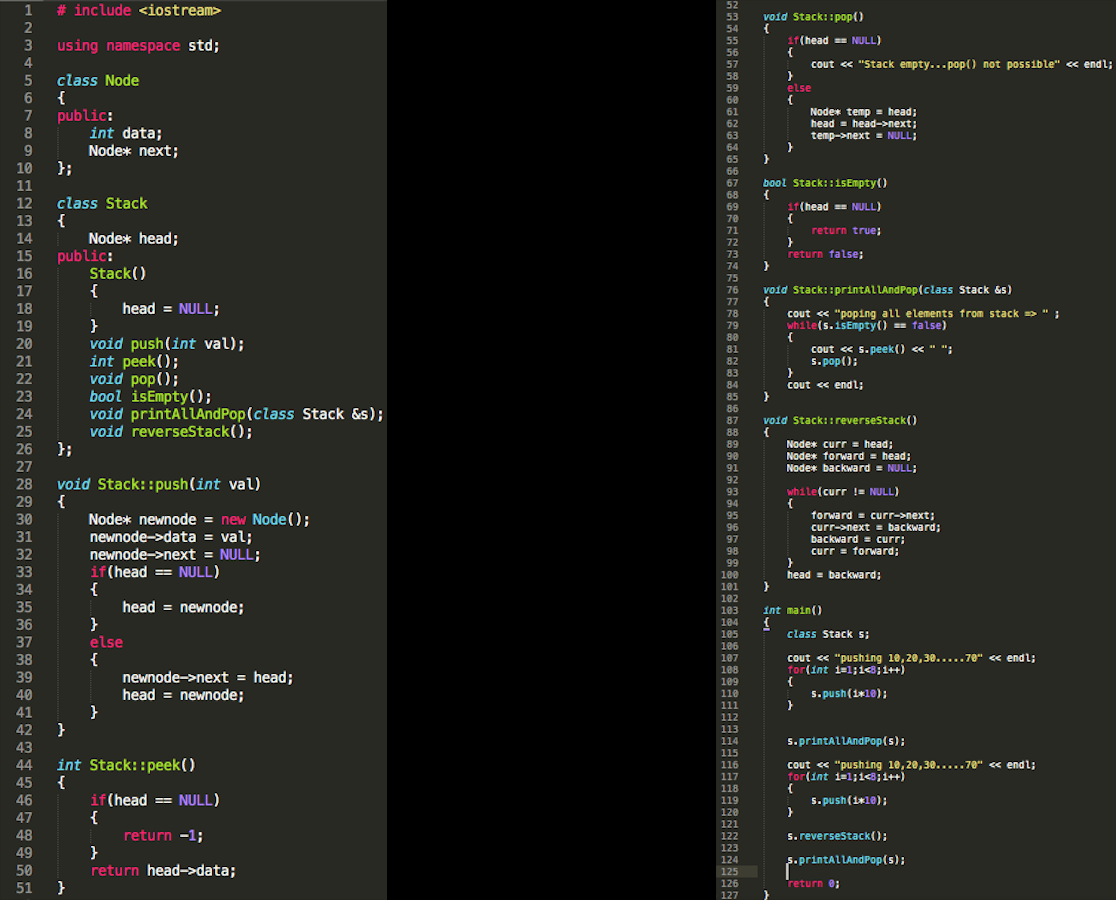 1 # include <iostream>
2
3 using namespace std;
4
5 class Node
6 {
7 public:
8     int data;
9     Node* next;
10 };
11
12 class Stack
13 {
14     Node* head;
15 public:
16     Stack()
17     {
18         head = NULL;
19     }
20     void push(int val);
21     int peek();
22     void pop();
23     bool isEmpty();
24     void printAllAndPop(class Stack &s);
25     void reverseStack();
26 };
27
28 void Stack::push(int val)
29 {
30     Node* newnode = new Node();
31     newnode->data = val;
32     newnode->next = NULL;
33     if(head == NULL)
34     {
35         head = newnode;
36     }
37     else
38     {
39         newnode->next = head;
40         head = newnode;
41     }
42 }
43
44 int Stack::peek()
45 {
46     if(head == NULL)
47     {
48         return -1;
49     }
50     return head->data;
51 }
52
53 void Stack::pop()
54 {
55     if(head == NULL)
56     {
57         cout << "Stack empty...pop() not possible" << endl;
58     }
59     else
60     {
61         Node* temp = head;
62         head = head->next;
63         temp->next = NULL;
64     }
65 }
66
67 bool Stack::isEmpty()
68 {
69     if(head == NULL)
70     {
71         return true;
72     }
73     return false;
74 }
75
76 void Stack::printAllAndPop(class Stack &s)
77 {
78     cout << "poping all elements from stack => " ;
79     while(s.isEmpty() == false)
80     {
81         cout << s.peek() << " ";
82         s.pop();
83     }
84     cout << endl;
85 }
86
87 void Stack::reverseStack()
88 {
89     Node* curr = head;
90     Node* forward = head;
91     Node* backward = NULL;
92
93     while(curr != NULL)
94     {
95         forward = curr->next;
96         curr->next = backward;
97         backward = curr;
98         curr = forward;
99     }
100     head = backward;
101 }
102
103 int main()
104 {
105     class Stack s;
106
107     cout << "pushing 10,20,30.....70" << endl;
108     for(int i=1;i<8;i++)
109     {
110         s.push(i*10);
111     }
112
113
114     s.printAllAndPop(s);
115
116     cout << "pushing 10,20,30.....70" << endl;
117     for(int i=1;i<8;i++)
118     {
119         s.push(i*10);
120     }
121
122     s.reverseStack();
123
124     s.printAllAndPop(s);
125
126     return 0;
127 }